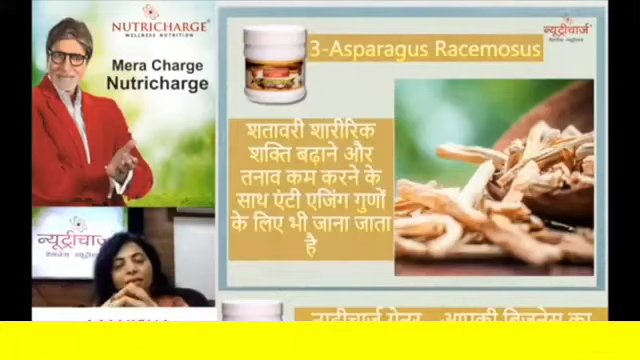 NUTRICHARGE
WELLNESS NUTRITION
Mera Charge
Nutricharge
3-Asparagus Racemosus
न्यूट्रीचार्ज
शतावरी शारीरिक
शक्ति बढ़ाने और
तनाव कम करने के
साथ एंटी एजिंग गुणों
के लिए भी जाना जाता
है
न्यूट्रीचार्ज